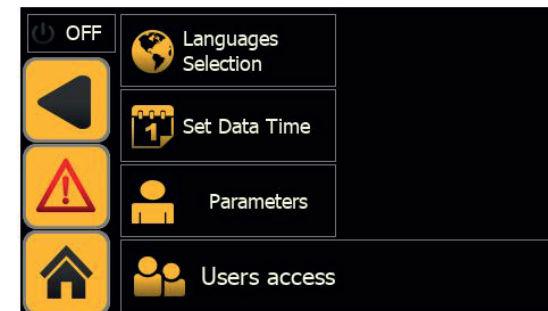 OFF
Languages
Selection
1
Set Data Time
Parameters
Users access